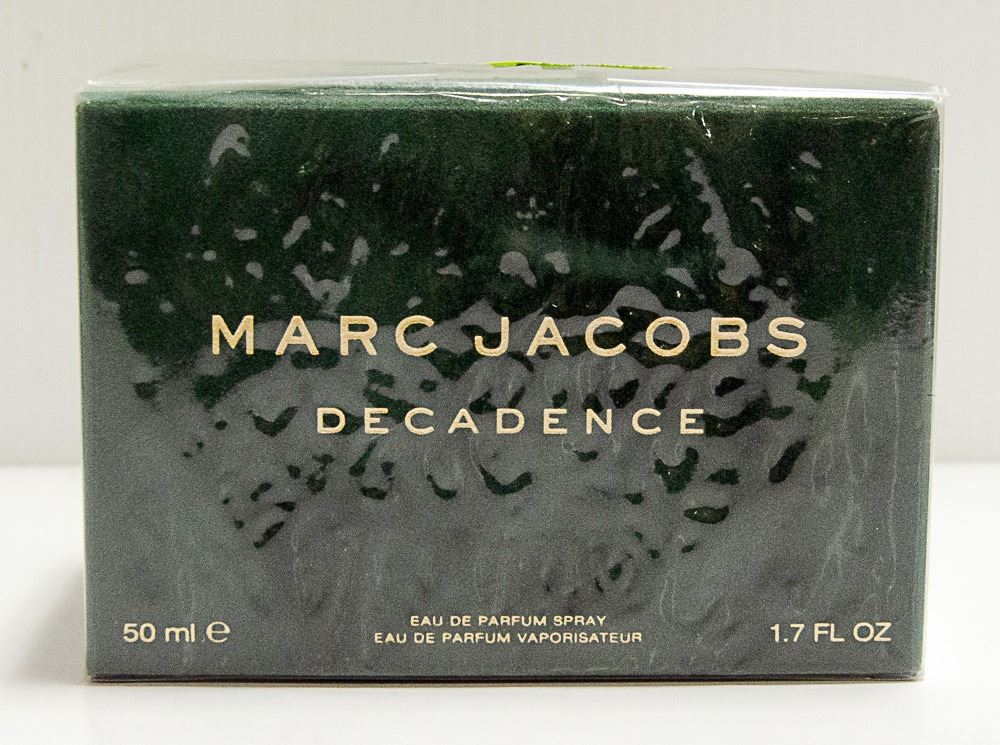 MARC JACOBS
DECADENCE
EAU DE PARFUM SPRAY
EAU DE PARFUM VAPORISATEUR
50 ml ℮
1.7 FL OZ